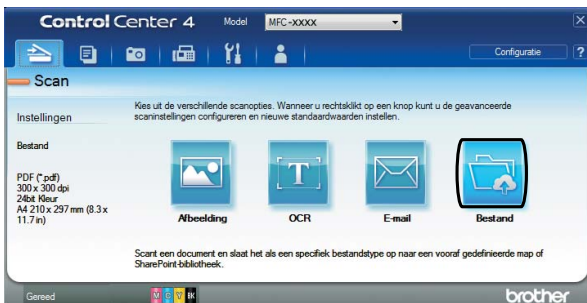 Control Center 4 Model MFC-XXXX
Configuratie ?
Scan
Instellingen
Kies uit de verschillende scanopties. Wanneer u rechtsklikt op een knop kunt u de geavanceerde
scaninstellingen configureren en nieuwe standaardwaarden instellen.
Bestand
PDF (*.pdf)
300 x 300 dpi
24bit Kleur
A4 210 x 297 mm (8.3 x
11.7 in)
T
Afbeelding OCR E-mail Bestand
Scant een document en slaat het als een specifiek bestandstype op naar een vooraf gedefinieerde map of
SharePoint-bibliotheek.
Gereed M C Y BK brother